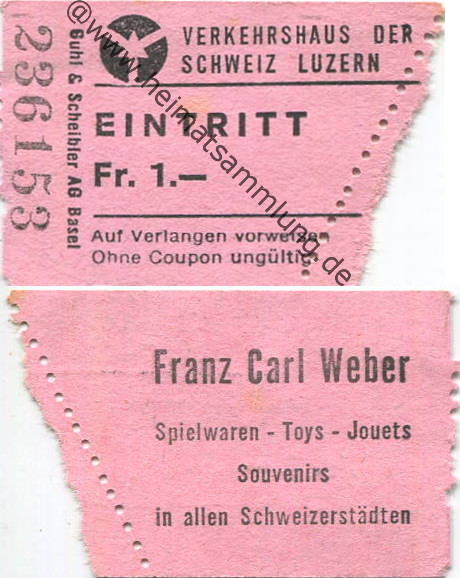 236153
Guhl & Scheibler AG Basel
VERKEHRSHAUS DER
SCHWEIZ LUZERN
EINTRITT
Fr. 1.—
Auf Verlangen vorweisen
Ohne Coupon ungültig
@www.heimatsammlung.de
Franz Carl Weber
Spielwaren - Toys - Jouets
Souvenirs
in allen Schweizerstädten